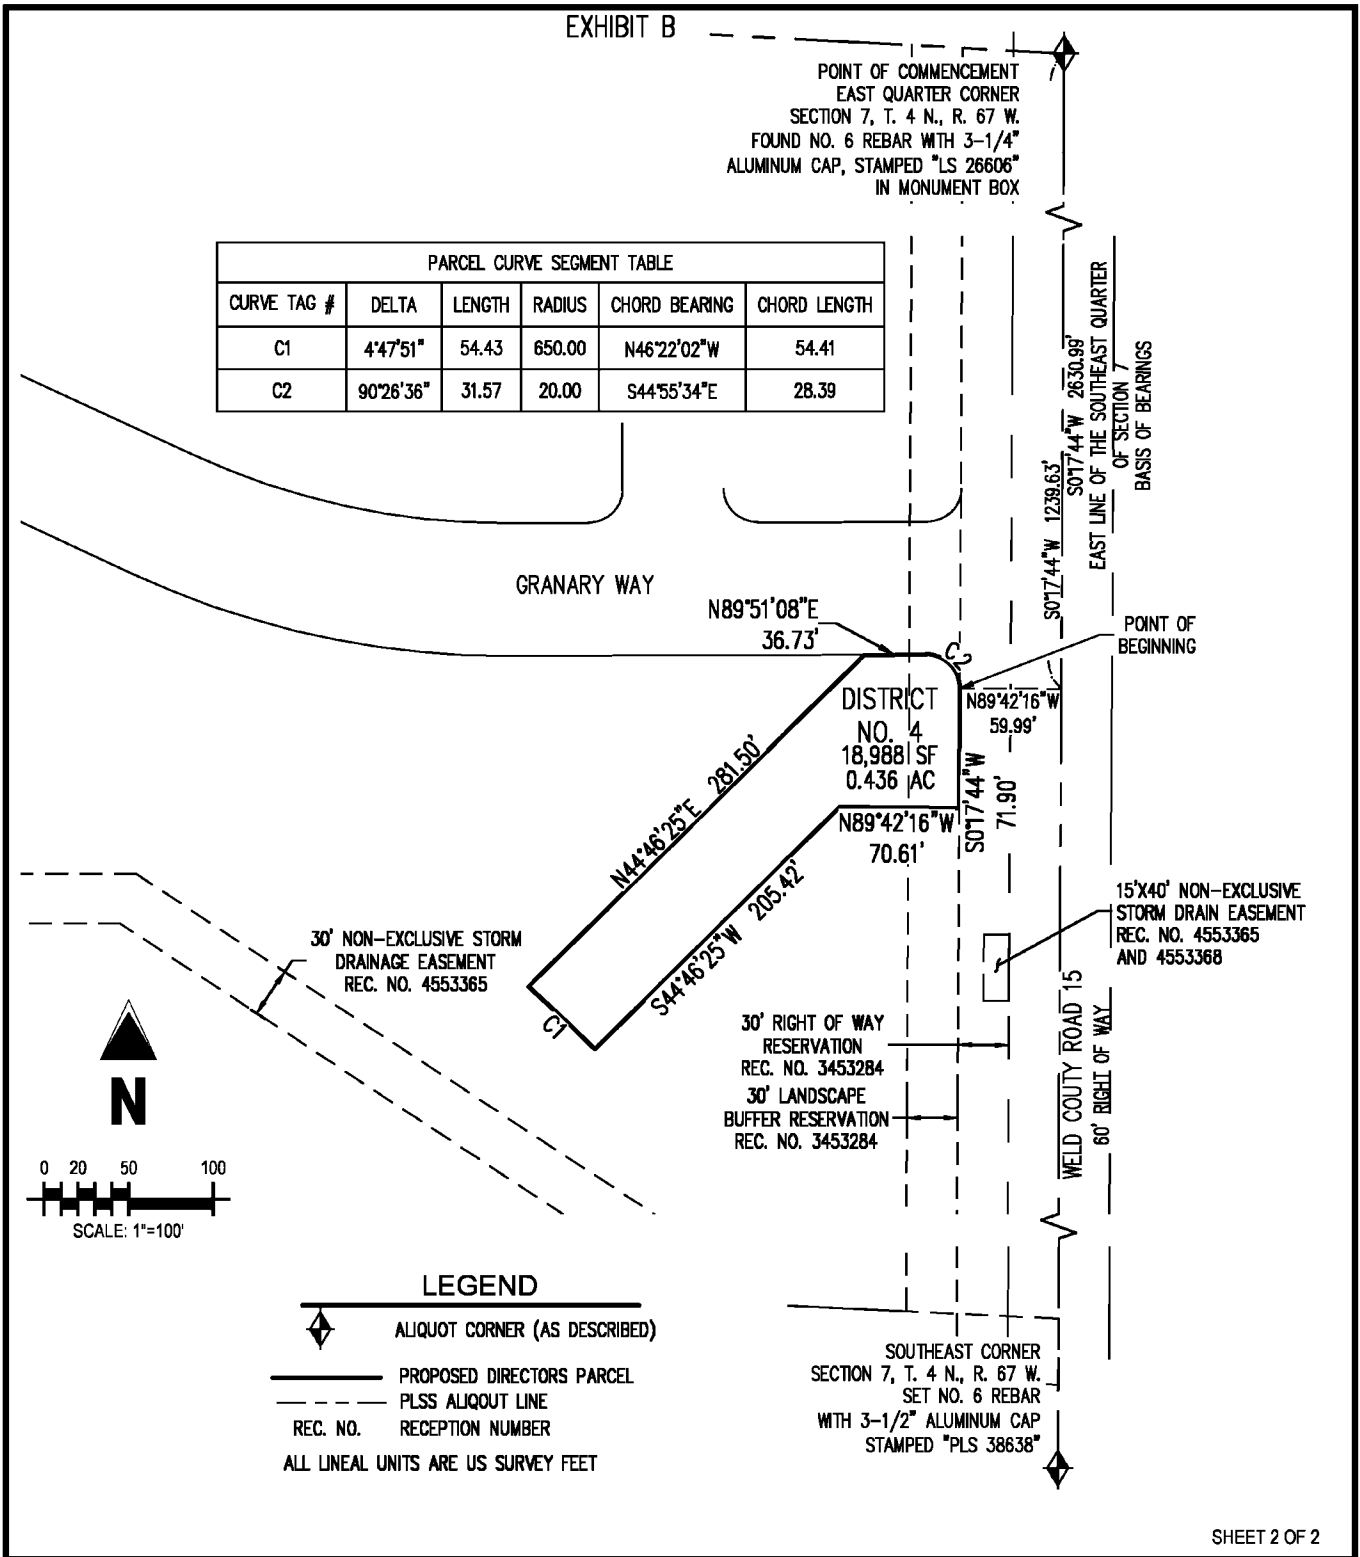 EXHIBIT B
POINT OF COMMENCEMENT
EAST QUARTER CORNER
SECTION 7, T. 4 N., R. 67 W.
FOUND NO. 6 REBAR WITH 3-1/4"
ALUMINUM CAP, STAMPED "LS 26606"
IN MONUMENT BOX
PARCEL CURVE SEGMENT TABLE
CURVE TAG # DELTA LENGTH RADIUS CHORD BEARING CHORD LENGTH
C1 4°47'51" 54.43 650.00 N46°22'02"W 54.41
C2 90°26'36" 31.57 20.00 S44°55'34"E 28.39
S0°17'44"W 1239.63'
S0°17'44"W 2630.99'
EAST LINE OF THE SOUTHEAST QUARTER
OF SECTION 7
BASIS OF BEARINGS
GRANARY WAY
N89°51'08"E
36.73'
C2
POINT OF
BEGINNING
DISTRICT
NO. 4
18,988 SF
0.436 AC
N89°42'16"W
59.99'
S0°17'44"W
71.90'
N89°42'16"W
70.61'
N44°46'25"E 281.50'
S44°46'25"W 205.42'
C1
30' NON-EXCLUSIVE STORM
DRAINAGE EASEMENT
REC. NO. 4553365
15'X40' NON-EXCLUSIVE
STORM DRAIN EASEMENT
REC. NO. 4553365
AND 4553368
30' RIGHT OF WAY
RESERVATION
REC. NO. 3453284
30' LANDSCAPE
BUFFER RESERVATION
REC. NO. 3453284
WELD COUTY ROAD 15
60' RIGHT OF WAY
N
0 20 50 100
SCALE: 1"=100'
LEGEND
ALIQUOT CORNER (AS DESCRIBED)
PROPOSED DIRECTORS PARCEL
PLSS ALIQOUT LINE
REC. NO. RECEPTION NUMBER
ALL LINEAL UNITS ARE US SURVEY FEET
SOUTHEAST CORNER
SECTION 7, T. 4 N., R. 67 W.
SET NO. 6 REBAR
WITH 3-1/2" ALUMINUM CAP
STAMPED "PLS 38638"
SHEET 2 OF 2